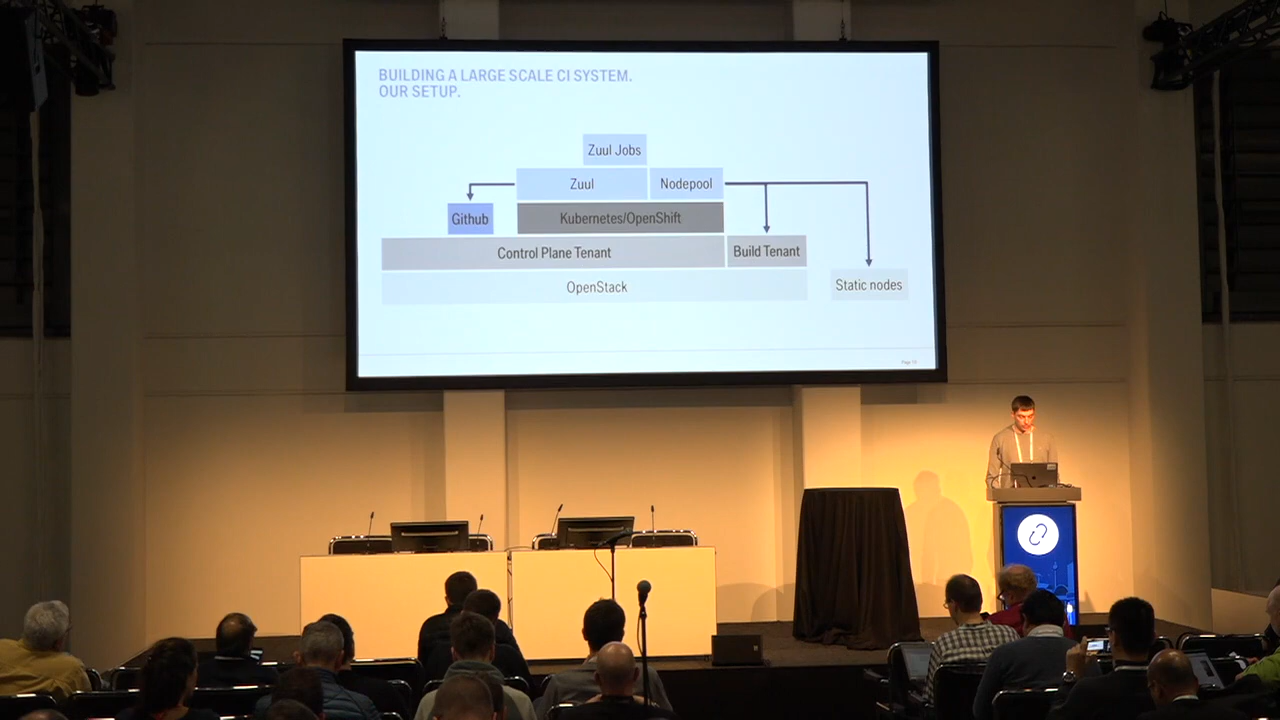 BUILDING A LARGE SCALE CI SYSTEM.
OUR SETUP.
Zuul Jobs
Zuul
Nodepool
Github
Kubernetes/OpenShift
Control Plane Tenant
Build Tenant
OpenStack
Static nodes